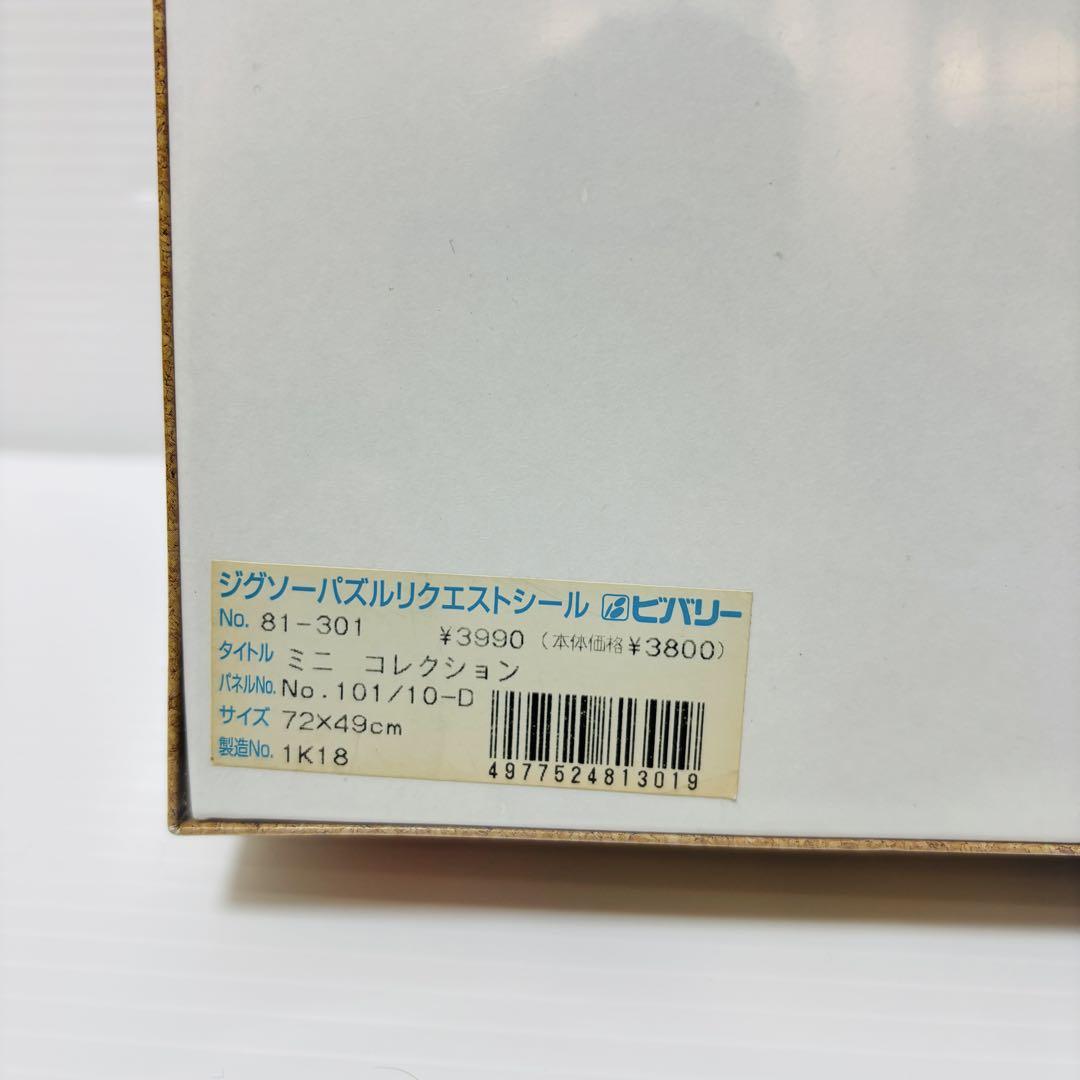 ジグソーパズルリクエストシール ビバリー
No. 81-301 ¥3990 (本体価格¥3800)
タイトル ミニ コレクション
パネルNo. No.101/10-D
サイズ 72×49cm
製造No. 1K18
4977524813019